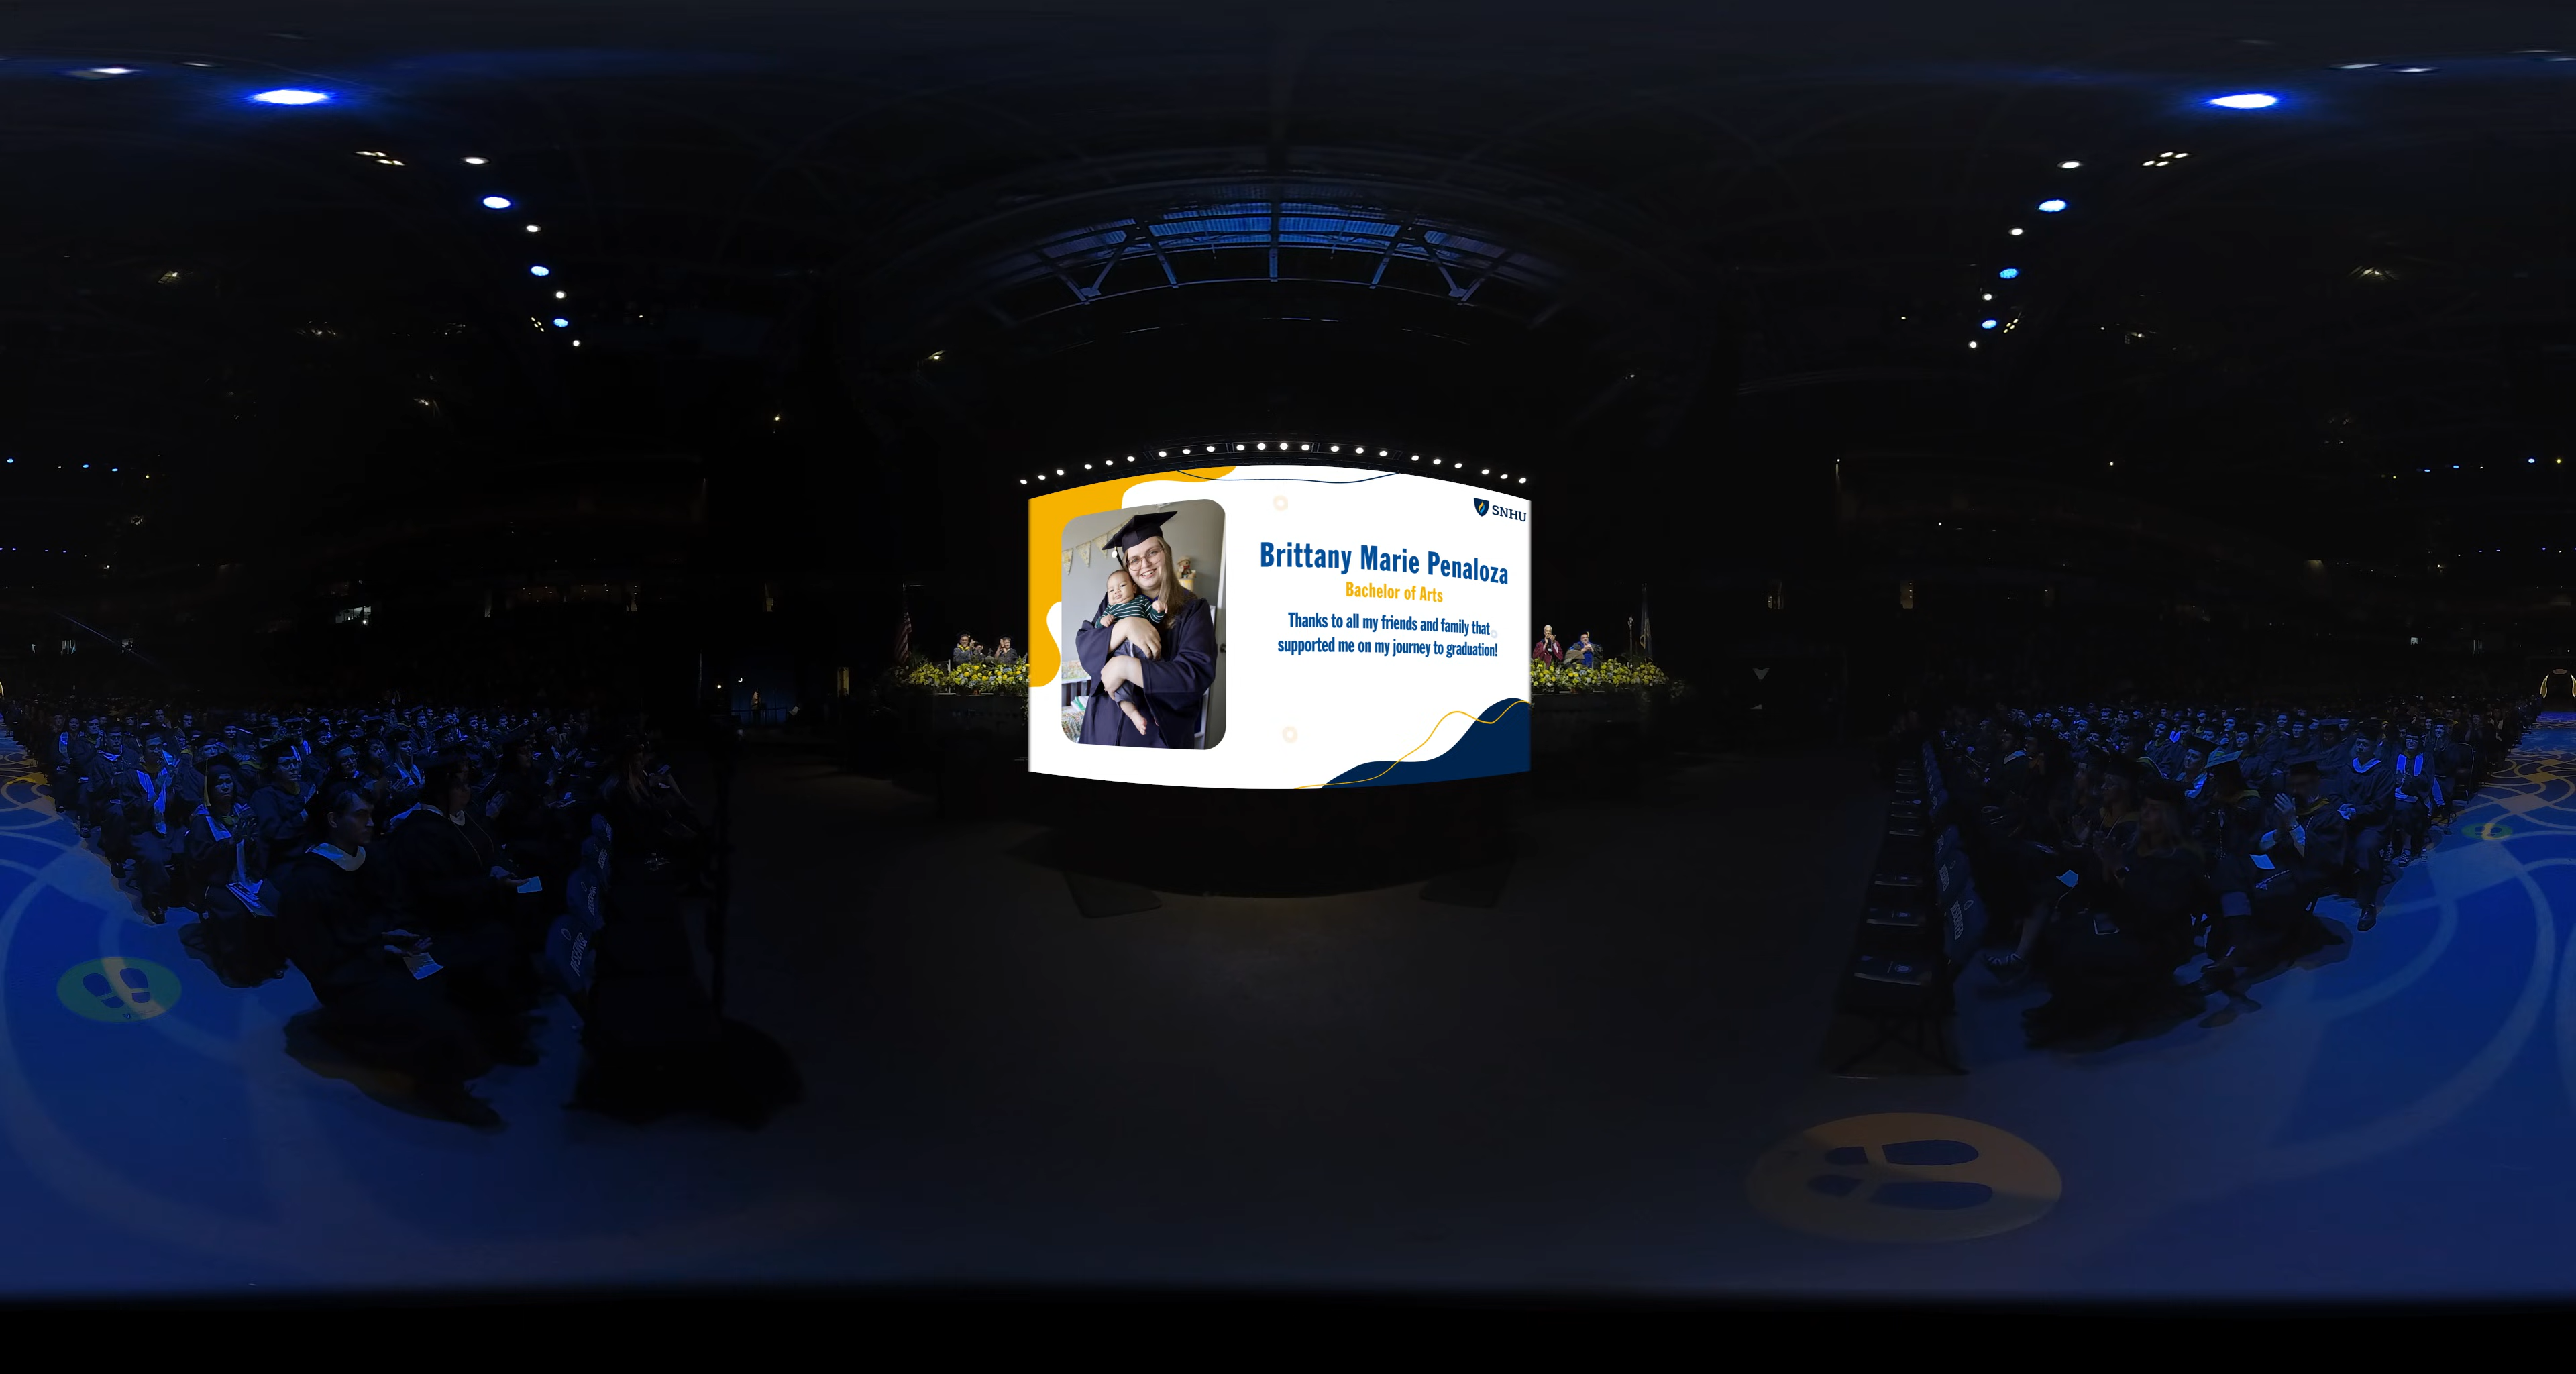 SNHU
Brittany Marie Penaloza
Bachelor of Arts
Thanks to all my friends and family that
supported me on my journey to graduation!